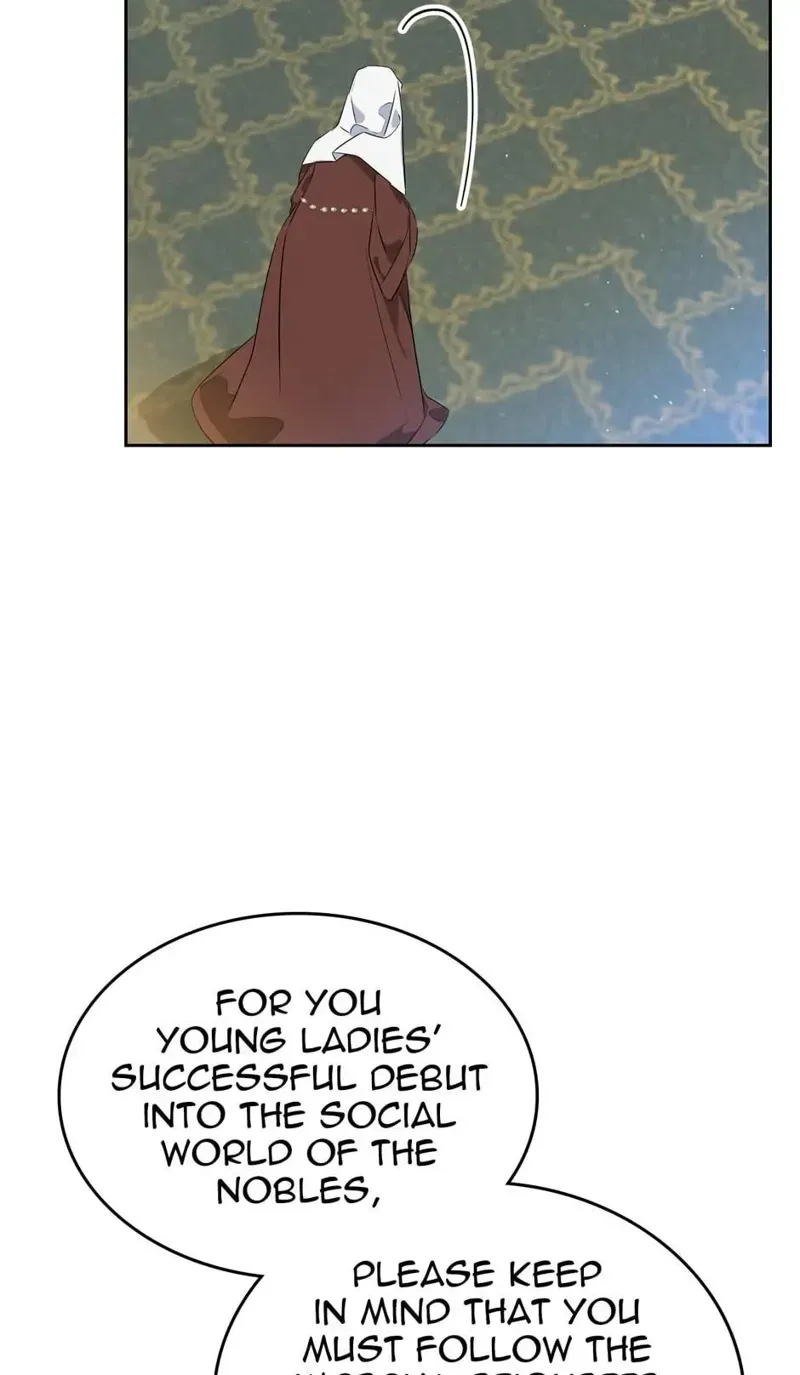 FOR YOU
YOUNG LADIES'
SUCCESSFUL DEBUT
INTO THE SOCIAL
WORLD OF THE
NOBLES,
PLEASE KEEP
IN MIND THAT YOU
MUST FOLLOW THE